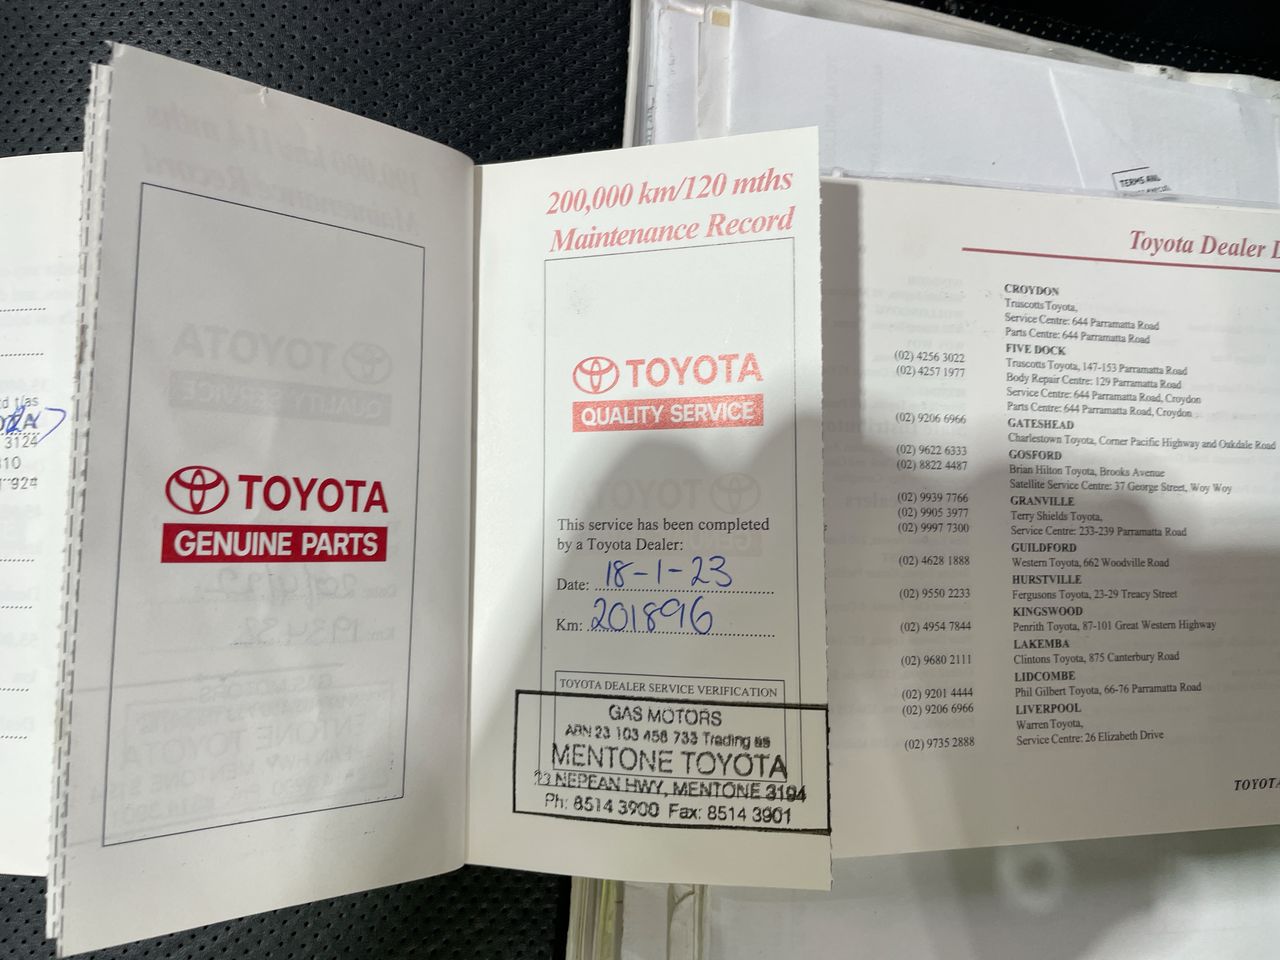 d t/as
3124
10
1 924
TOYOTA
GENUINE PARTS
200,000 km/120 mths
Maintenance Record
TOYOTA
QUALITY SERVICE
This service has been completed
by a Toyota Dealer:
Date: 18-1-23
Km: 201896
TOYOTA DEALER SERVICE VERIFICATION
GAS MOTORS
ABN 23 103 456 733 Trading as
MENTONE TOYOTA
23 NEPEAN HWY, MENTONE 3194
Ph: 8514 3900 Fax: 8514 3901
TERMS AND
Toyota Dealer
CROYDON
Truscotts Toyota,
Service Centre: 644 Parramatta Road
Parts Centre: 644 Parramatta Road
(02) 4256 3022
(02) 4257 1977
FIVE DOCK
Truscotts Toyota, 147-153 Parramatta Road
Body Repair Centre: 129 Parramatta Road
Service Centre: 644 Parramatta Road, Croydon
Parts Centre: 644 Parramatta Road, Croydon
(02) 9206 6966
GATESHEAD
Charlestown Toyota, Corner Pacific Highway and Oakdale Road
(02) 9622 6333
(02) 8822 4487
GOSFORD
Brian Hilton Toyota, Brooks Avenue
Satellite Service Centre: 37 George Street, Woy Woy
(02) 9939 7766
(02) 9905 3977
(02) 9997 7300
GRANVILLE
Terry Shields Toyota,
Service Centre: 233-239 Parramatta Road
(02) 4628 1888
GUILDFORD
Western Toyota, 662 Woodville Road
(02) 9550 2233
HURSTVILLE
Fergusons Toyota, 23-29 Treacy Street
(02) 4954 7844
KINGSWOOD
Penrith Toyota, 87-101 Great Western Highway
(02) 9680 2111
LAKEMBA
Clintons Toyota, 875 Canterbury Road
(02) 9201 4444
(02) 9206 6966
LIDCOMBE
Phil Gilbert Toyota, 66-76 Parramatta Road
(02) 9735 2888
LIVERPOOL
Warren Toyota,
Service Centre: 26 Elizabeth Drive
TOYOTA